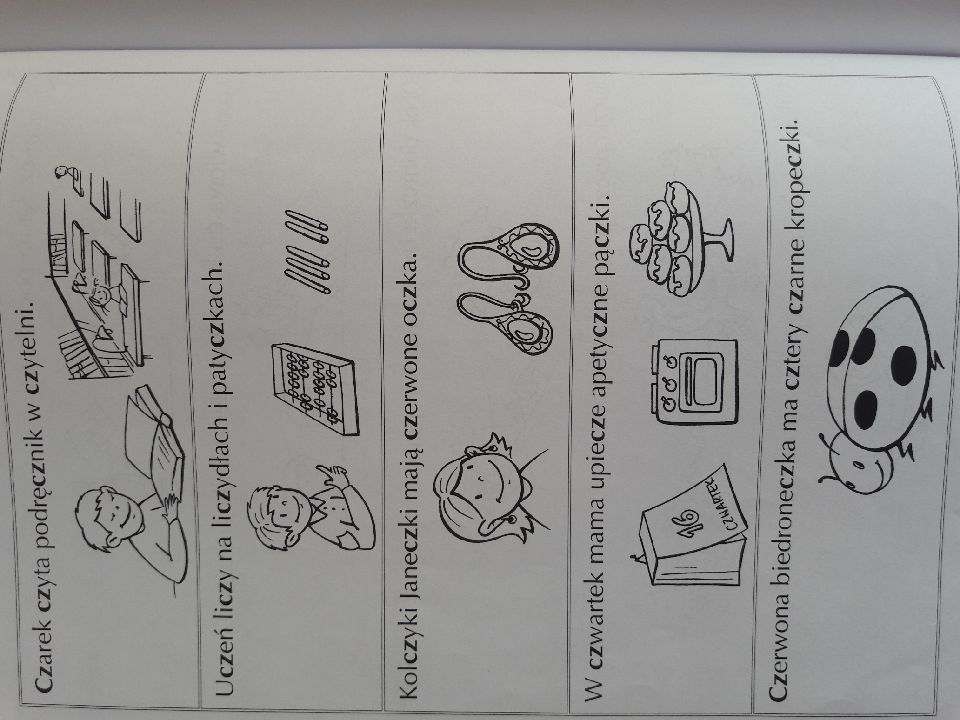 Czarek czyta podręcznik w czytelni.
Uczeń liczy na liczydłach i patyczkach.
Kolczyki Janeczki mają czerwone oczka.
W czwartek mama upiecze apetyczne pączki.
16
CZWARTEK
Czerwona biedroneczka ma cztery czarne kropeczki.